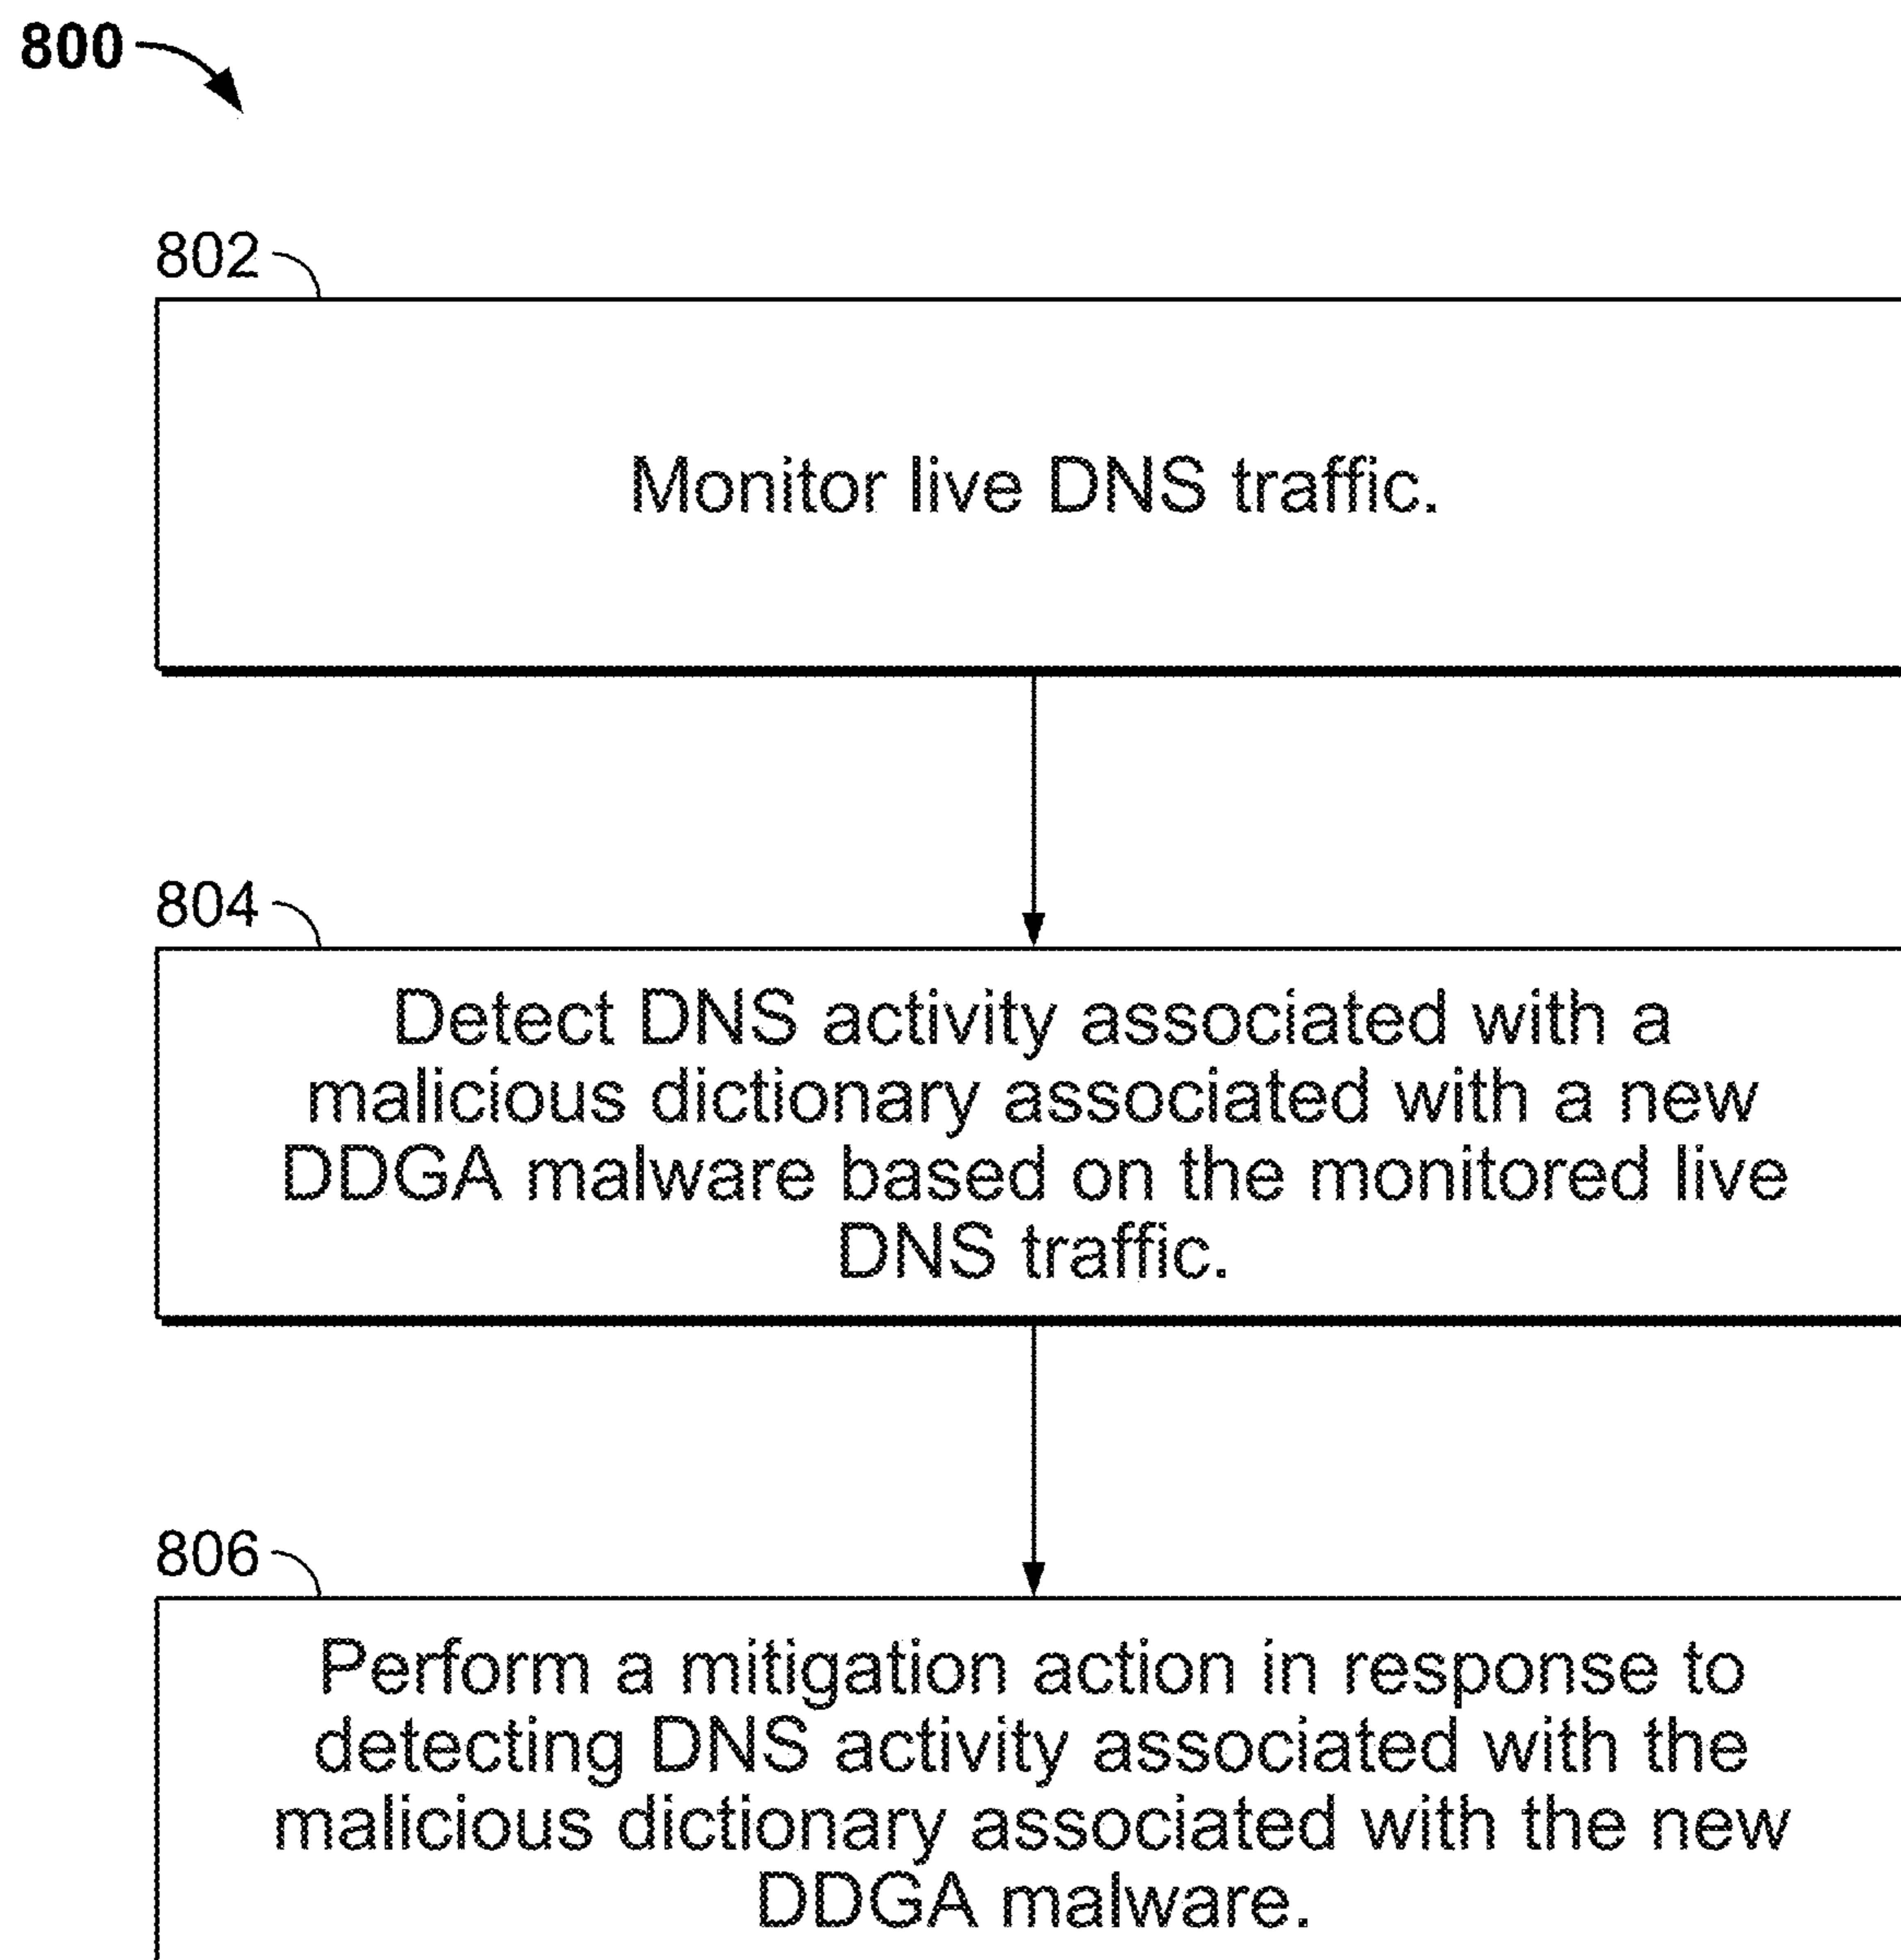 800
802
Monitor live DNS traffic.
804
Detect DNS activity associated with a
malicious dictionary associated with a new
DDGA malware based on the monitored live
DNS traffic.
806
Perform a mitigation action in response to
detecting DNS activity associated with the
malicious dictionary associated with the new
DDGA malware.